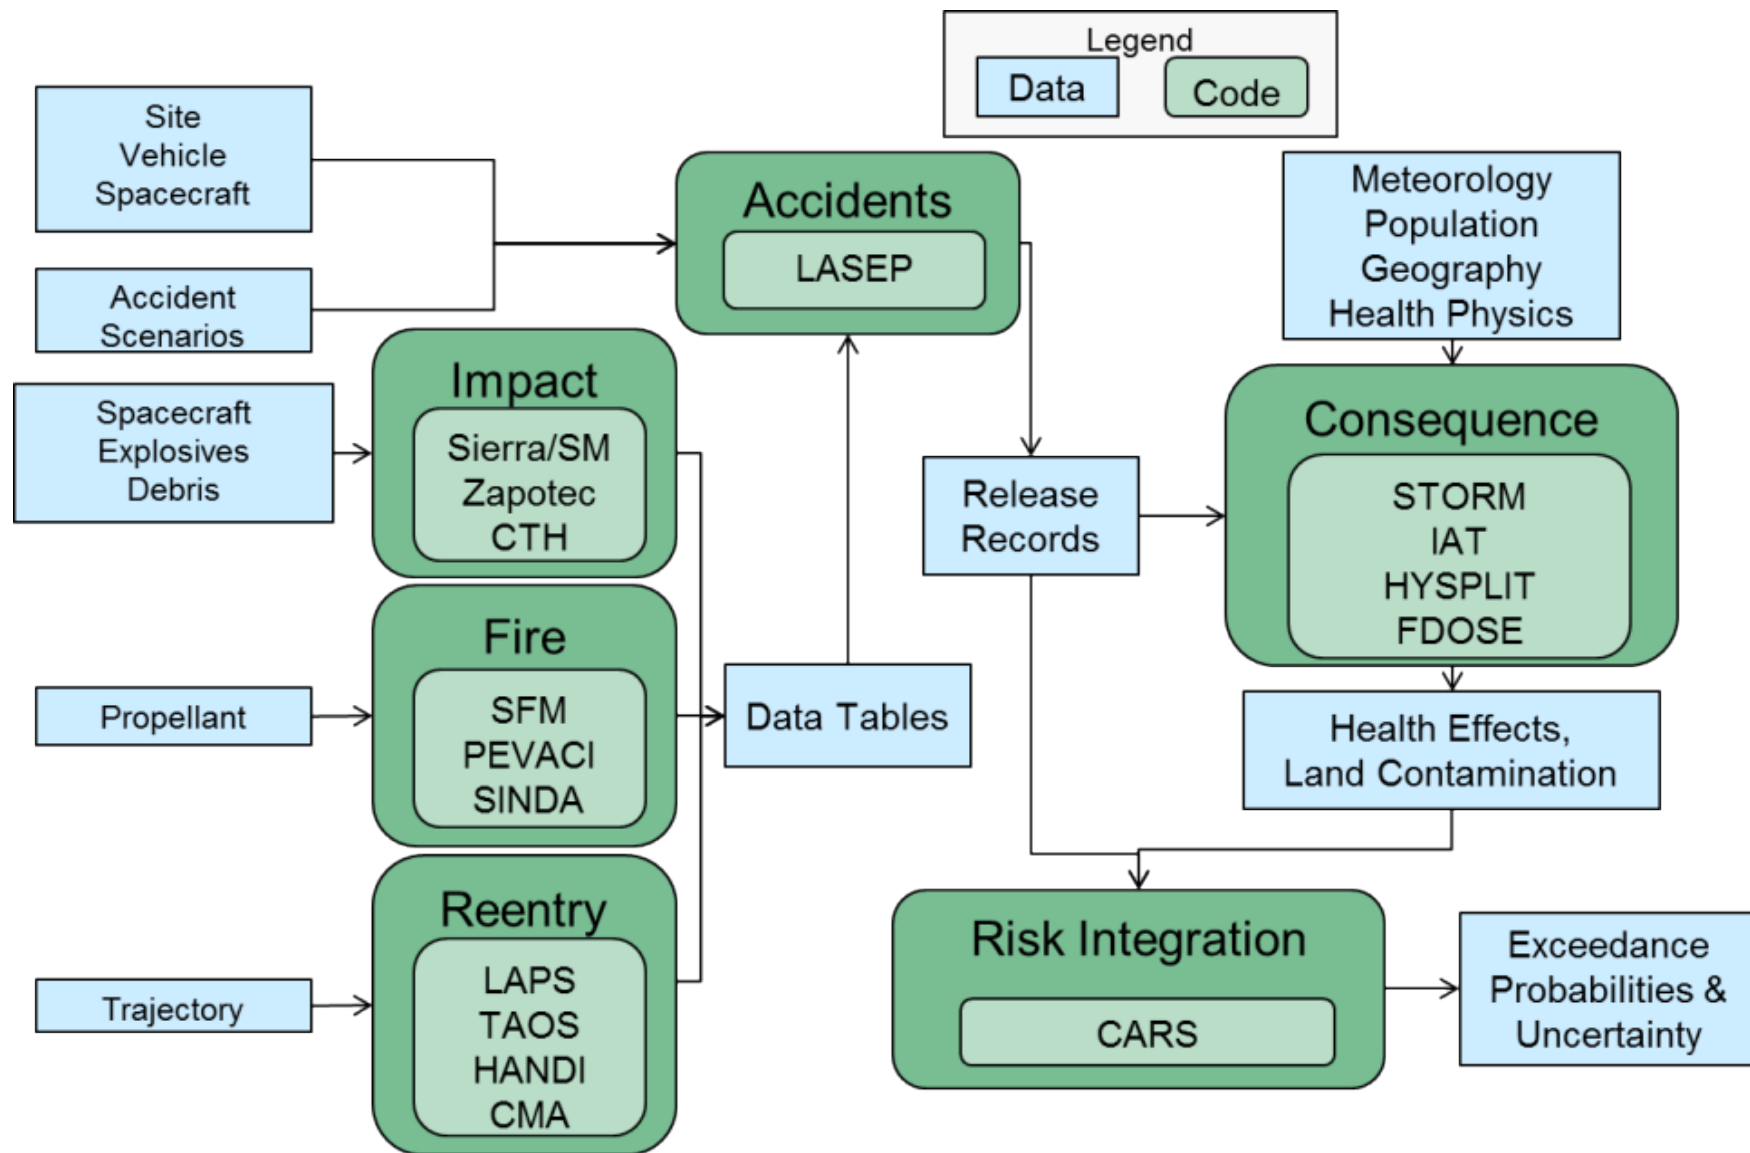 Legend
Data
Code
Site
Vehicle
Spacecraft
Accident
Scenarios
Spacecraft
Explosives
Debris
Propellant
Trajectory
Impact
Sierra/SM
Zapotec
CTH
Fire
SFM
PEVACI
SINDA
Reentry
LAPS
TAOS
HANDI
CMA
Data Tables
Accidents
LASEP
Release
Records
Meteorology
Population
Geography
Health Physics
Consequence
STORM
IAT
HYSPLIT
FDOSE
Health Effects,
Land Contamination
Risk Integration
CARS
Exceedance
Probabilities &
Uncertainty